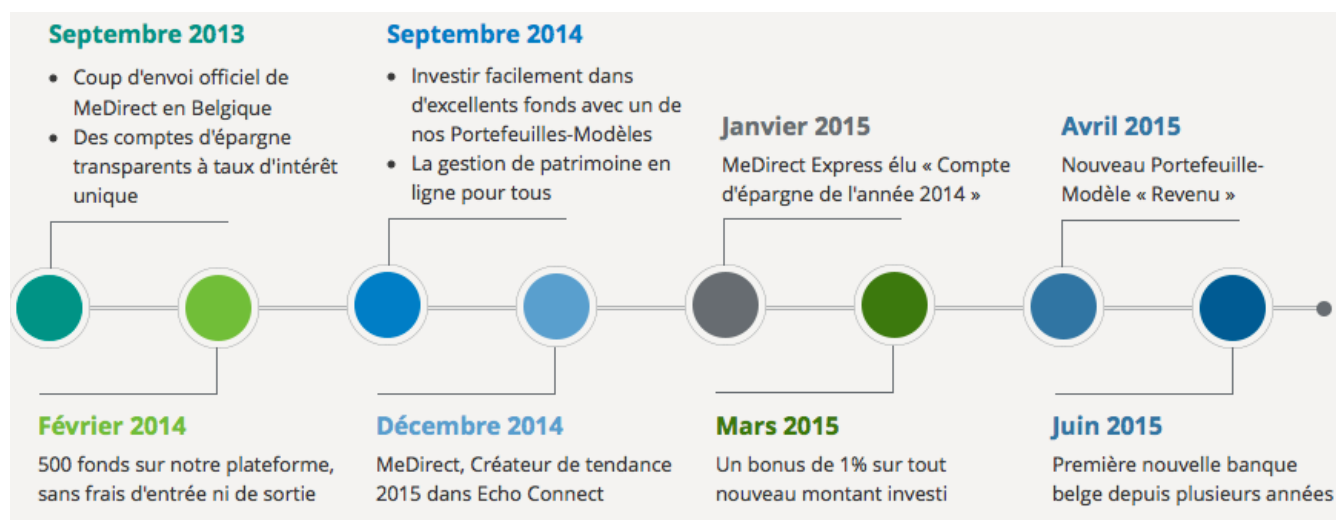 Septembre 2013
• Coup d'envoi officiel de
MeDirect en Belgique
• Des comptes d'épargne
transparents à taux d'intérêt
unique
Février 2014
500 fonds sur notre plateforme,
sans frais d'entrée ni de sortie
Septembre 2014
• Investir facilement dans
d'excellents fonds avec un de
nos Portefeuilles-Modèles
• La gestion de patrimoine en
ligne pour tous
Décembre 2014
MeDirect, Créateur de tendance
2015 dans Echo Connect
Janvier 2015
MeDirect Express élu « Compte
d'épargne de l'année 2014 »
Mars 2015
Un bonus de 1% sur tout
nouveau montant investi
Avril 2015
Nouveau Portefeuille-
Modèle « Revenu »
Juin 2015
Première nouvelle banque
belge depuis plusieurs années